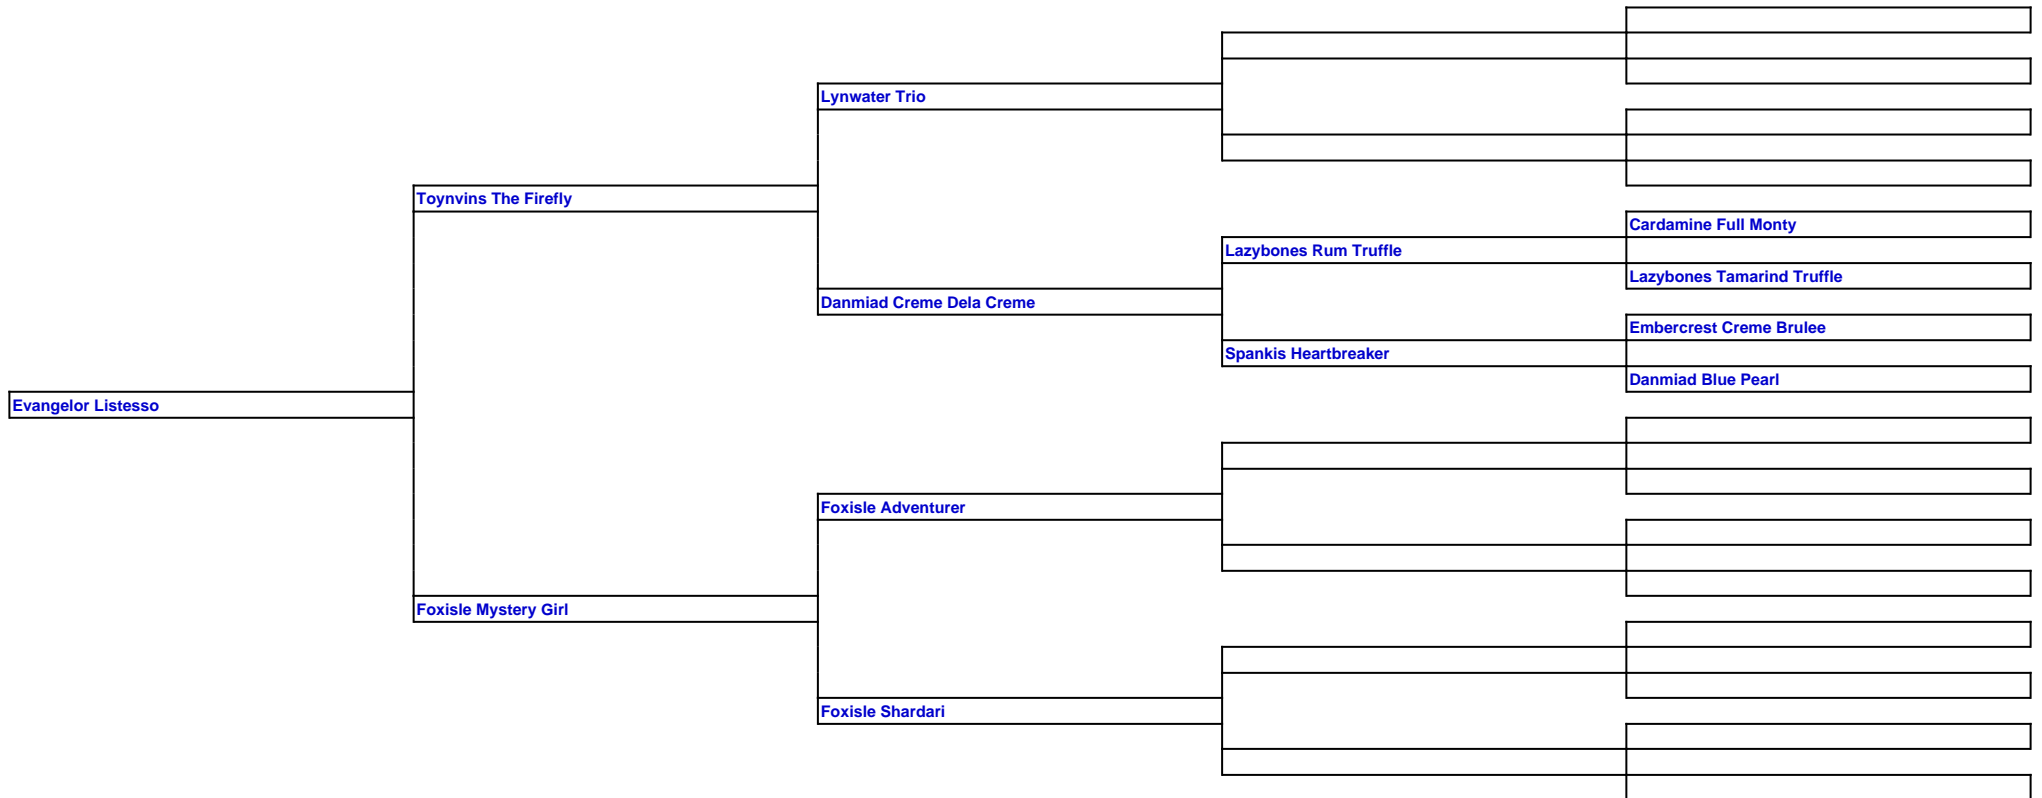 Lynwater Trio
Toynvins The Firefly
Cardamine Full Monty
Lazybones Rum Truffle
Lazybones Tamarind Truffle
Danmiad Creme Dela Creme
Embercrest Creme Brulee
Spankis Heartbreaker
Danmiad Blue Pearl
Evangelor Listesso
Foxisle Adventurer
Foxisle Mystery Girl
Foxisle Shardari